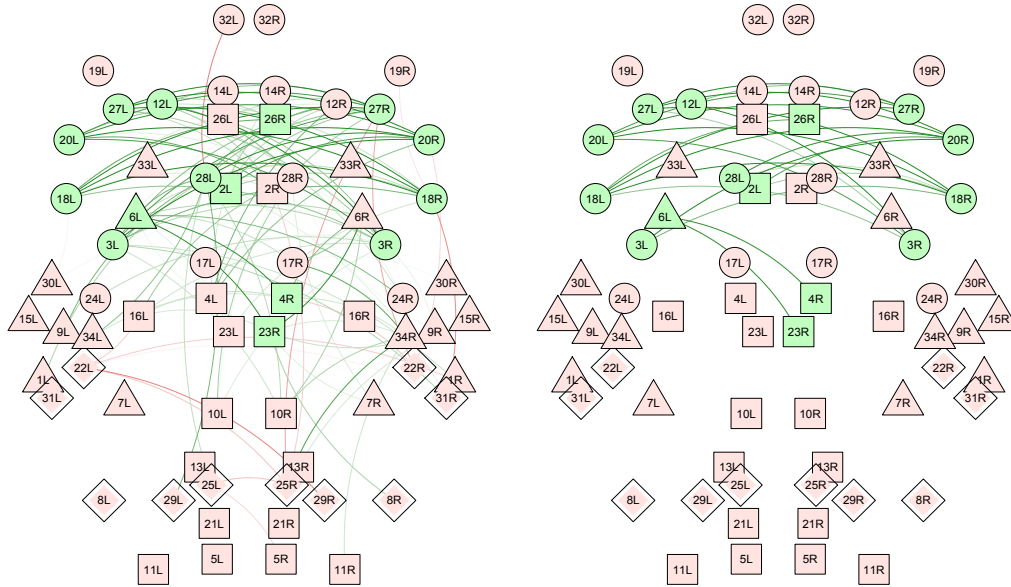 32L 32R 32L 32R
19L 19R 19L 19R
14L 14R 14L 14R
27L 12L 12R 27R 27L 12L 12R 27R
26L 26R 26L 26R
20L 20R 20L 20R
33L 33R 33L 33R
28L 28R 28L 28R
2L 2R 2L 2R
18L 18R 18L 18R
6L 6R 6L 6R
3L 3R 3L 3R
17L 17R 17L 17R
30L 30R 30L 30R
24L 4L 4R 24R 24L 4L 4R 24R
15L 16L 16R 15R 15L 16L 16R 15R
9L 34L 23L 23R 34R 9R 9L 34L 23L 23R 34R 9R
22L 22R 22L 22R
1L 1R 1L 1R
31L 7L 7R 31R 31L 7L 7R 31R
10L 10R 10L 10R
13L 13R 13L 13R
25L 25R 25L 25R
8L 29L 29R 8R 8L 29L 29R 8R
21L 21R 21L 21R
5L 5R 5L 5R
11L 11R 11L 11R